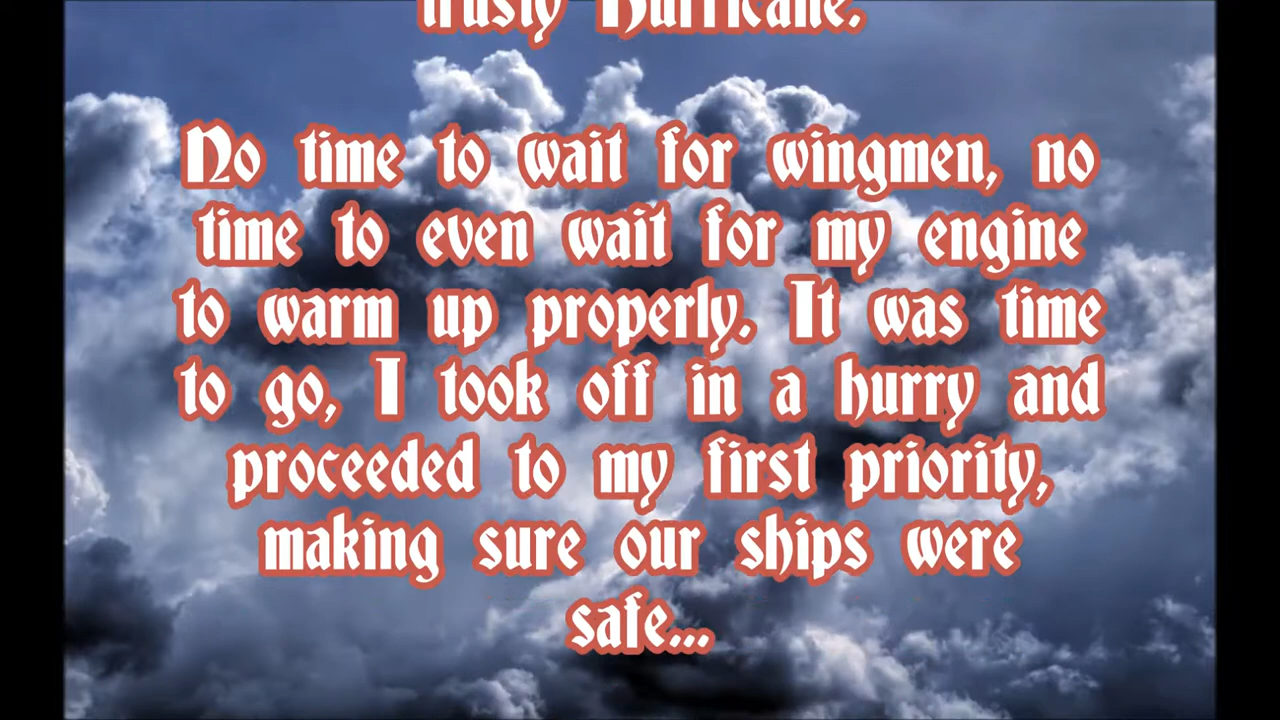 trusty Hurricane.
No time to wait for wingmen, no
time to even wait for my engine
to warm up properly. It was time
to go, I took off in a hurry and
proceeded to my first priority,
making sure our ships were
safe...